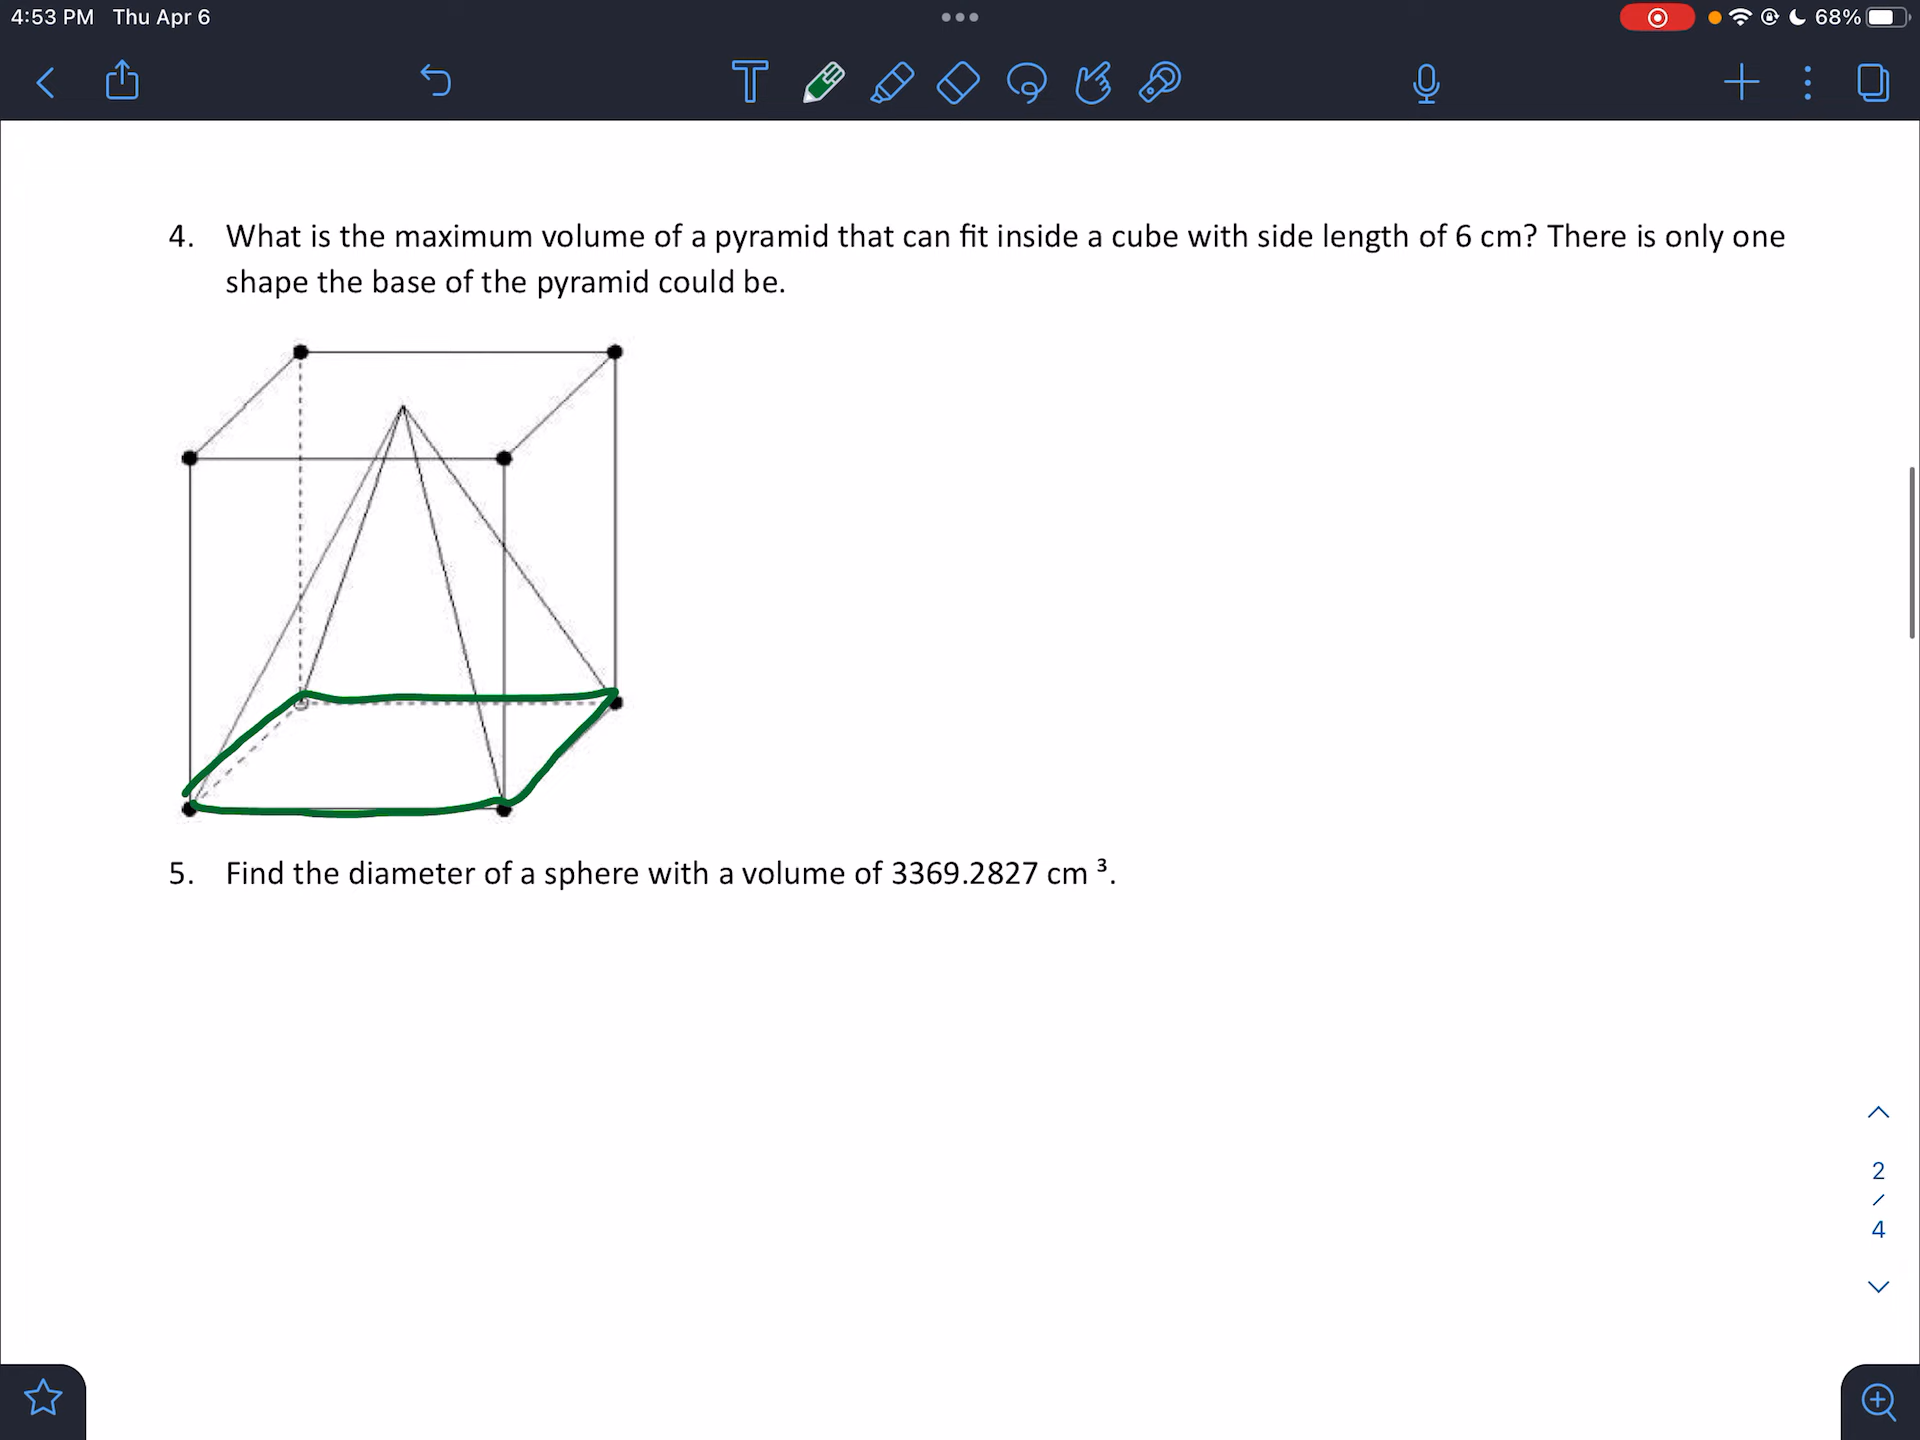 4:53 PM Thu Apr 6
68%
4. What is the maximum volume of a pyramid that can fit inside a cube with side length of 6 cm? There is only one
shape the base of the pyramid could be.
5. Find the diameter of a sphere with a volume of 3369.2827 cm ³.
2
/
4